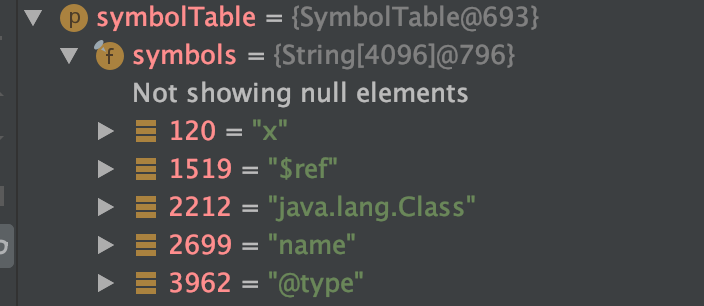 p symbolTable = {SymbolTable@693}
f symbols = {String[4096]@796}
Not showing null elements
120 = "x"
1519 = "$ref"
2212 = "java.lang.Class"
2699 = "name"
3962 = "@type"